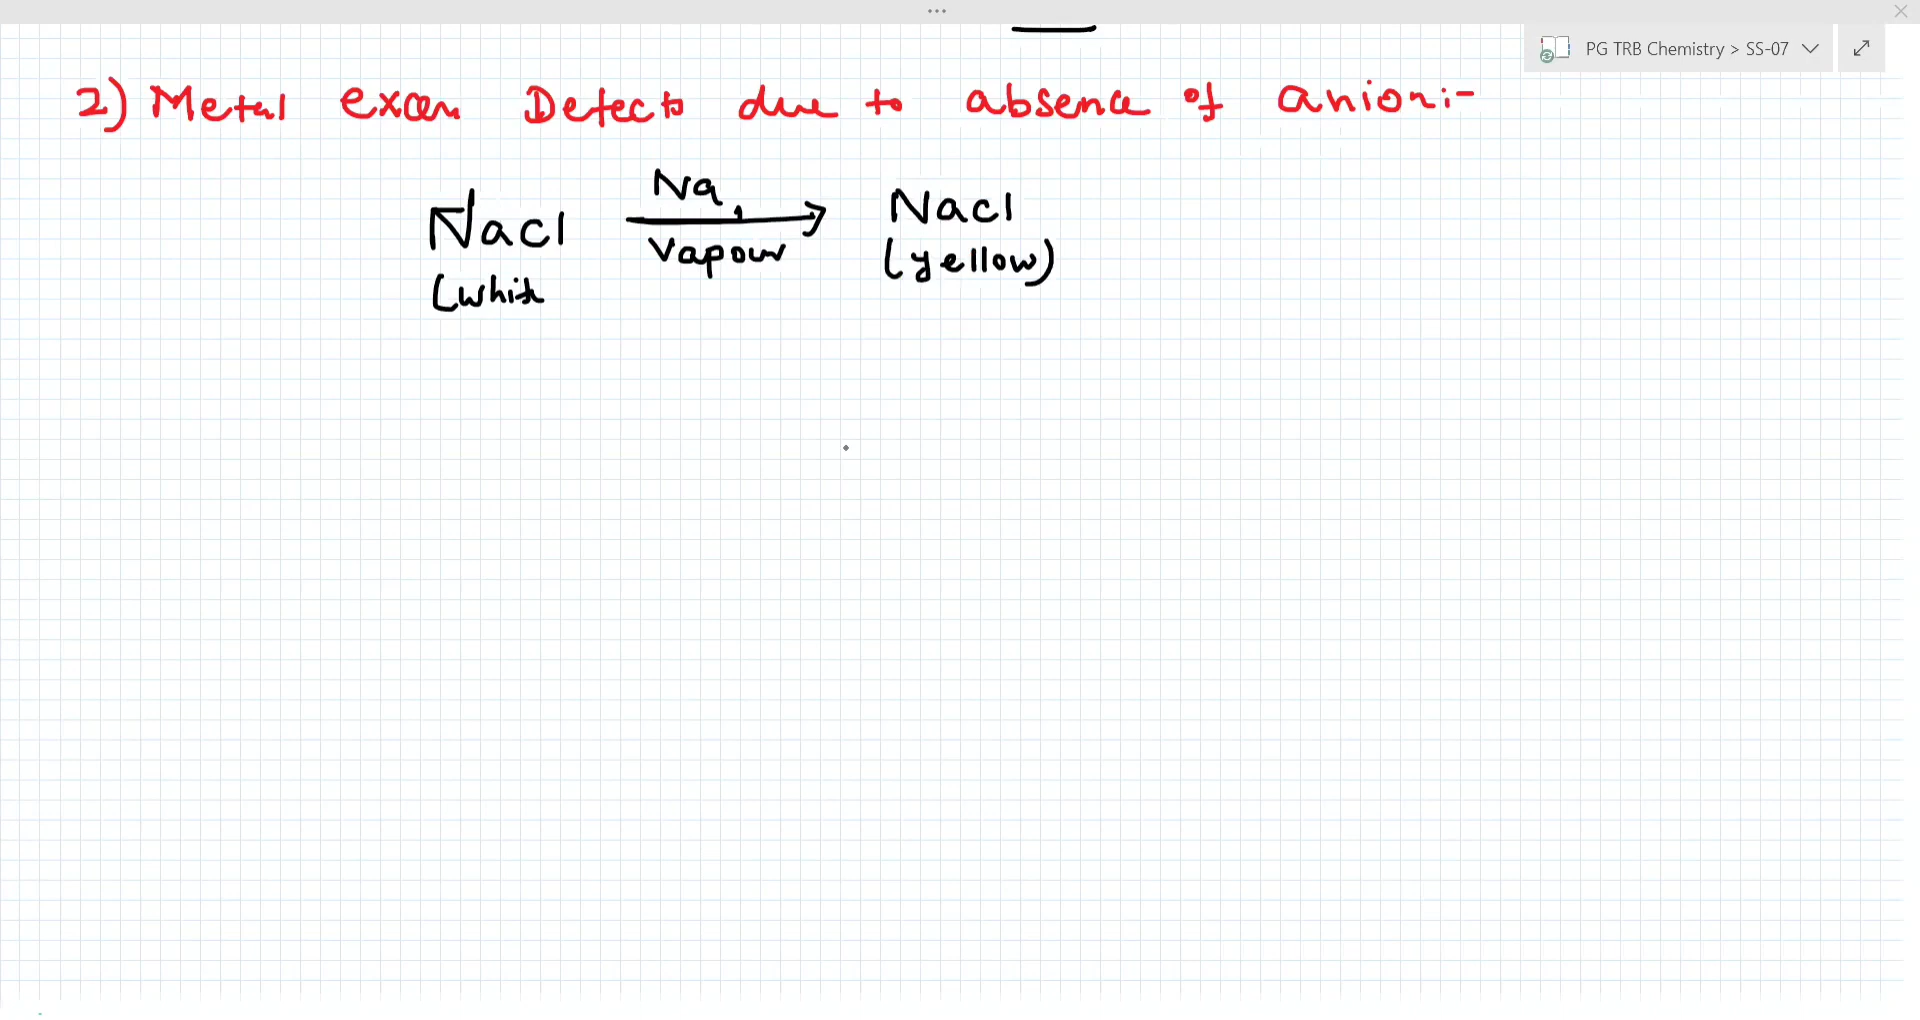 PG TRB Chemistry > SS-07
2) Metal excess Defects due to absence of anion:-
NaCl Na, Vapour NaCl
(white (yellow)